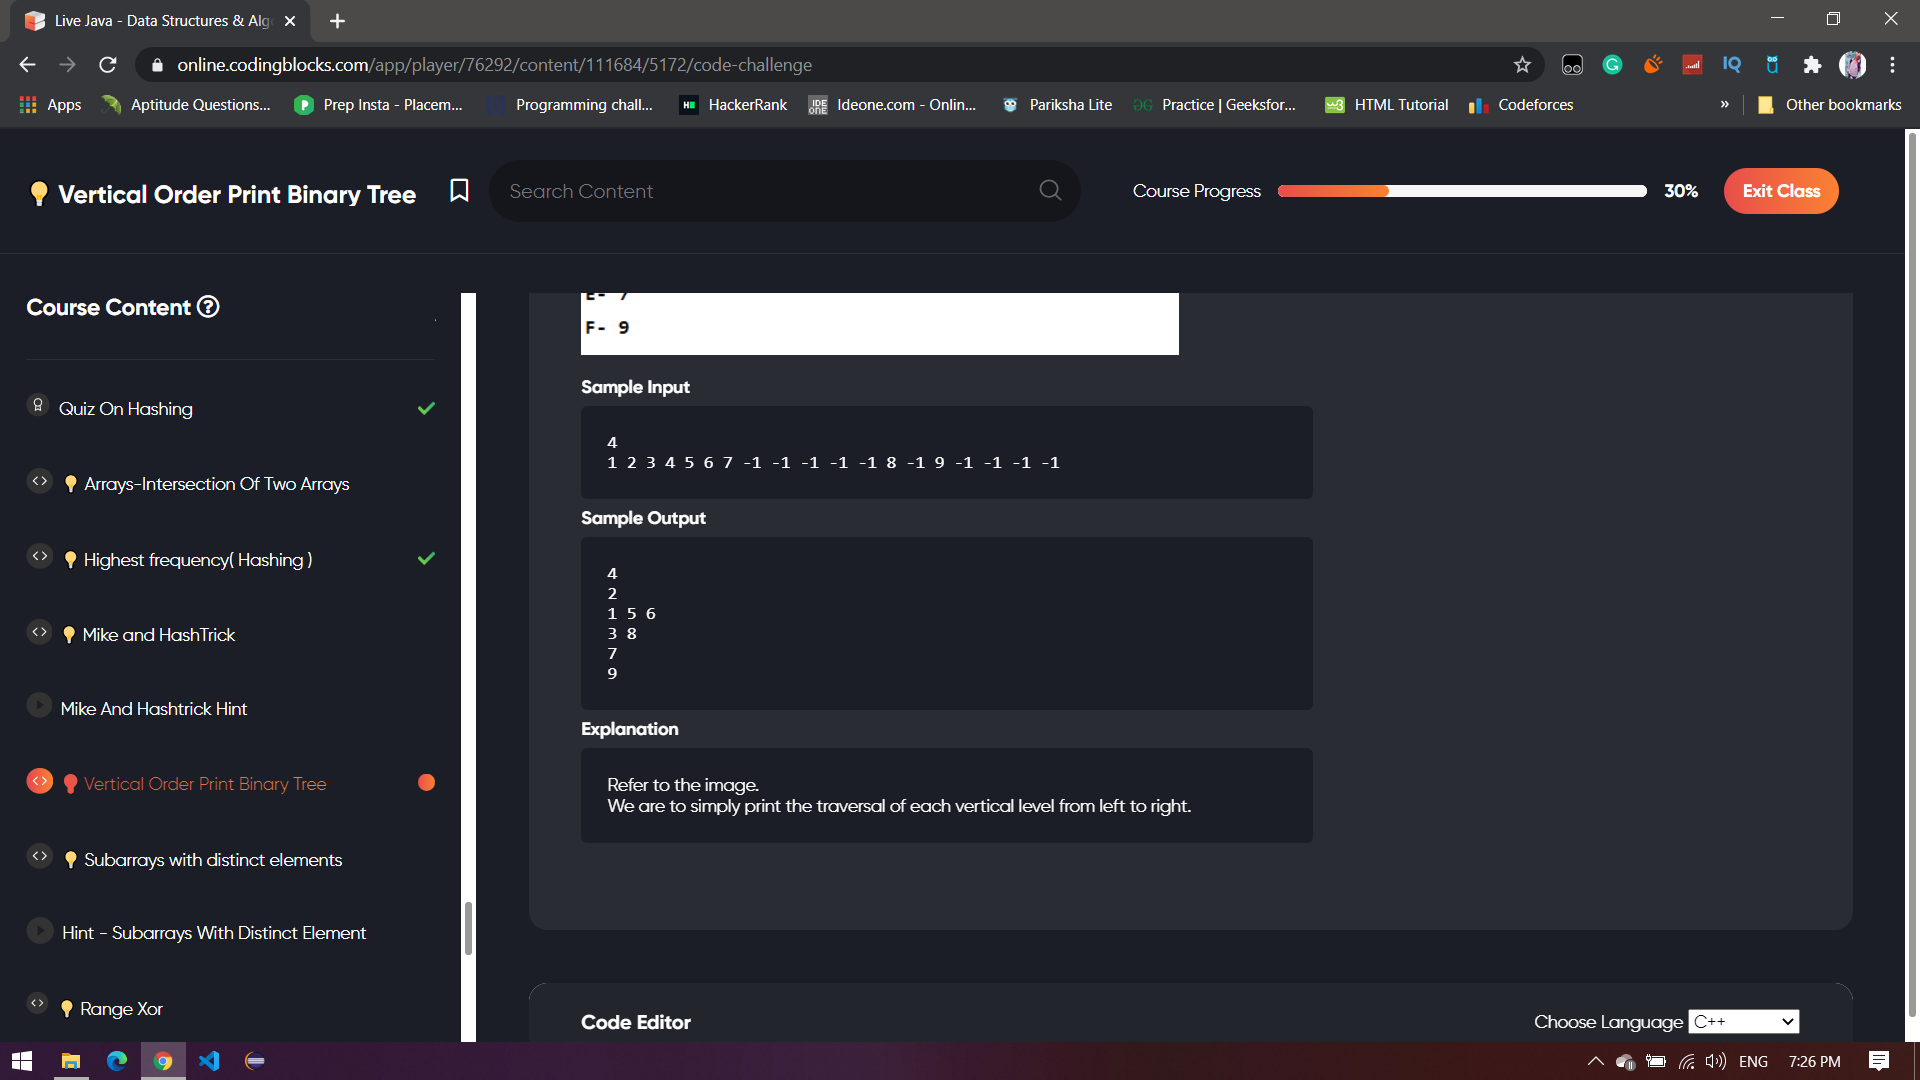 Live Java - Data Structures & Alg
online.codingblocks.com/app/player/76292/content/111684/5172/code-challenge
Apps
Aptitude Questions...
Prep Insta - Placem...
Programming chall...
HackerRank
Ideone.com - Onlin...
Pariksha Lite
Practice | Geeksfor...
HTML Tutorial
Codeforces
»
Other bookmarks
Vertical Order Print Binary Tree
Search Content
Course Progress
30%
Exit Class
Course Content
Quiz On Hashing
Arrays-Intersection Of Two Arrays
Highest frequency( Hashing )
Mike and HashTrick
Mike And Hashtrick Hint
Vertical Order Print Binary Tree
Subarrays with distinct elements
Hint - Subarrays With Distinct Element
Range Xor
E- 7
F- 9
Sample Input
4
1 2 3 4 5 6 7 -1 -1 -1 -1 -1 8 -1 9 -1 -1 -1 -1
Sample Output
4
2
1 5 6
3 8
7
9
Explanation
Refer to the image.
We are to simply print the traversal of each vertical level from left to right.
Code Editor
Choose Language
C++
ENG
7:26 PM